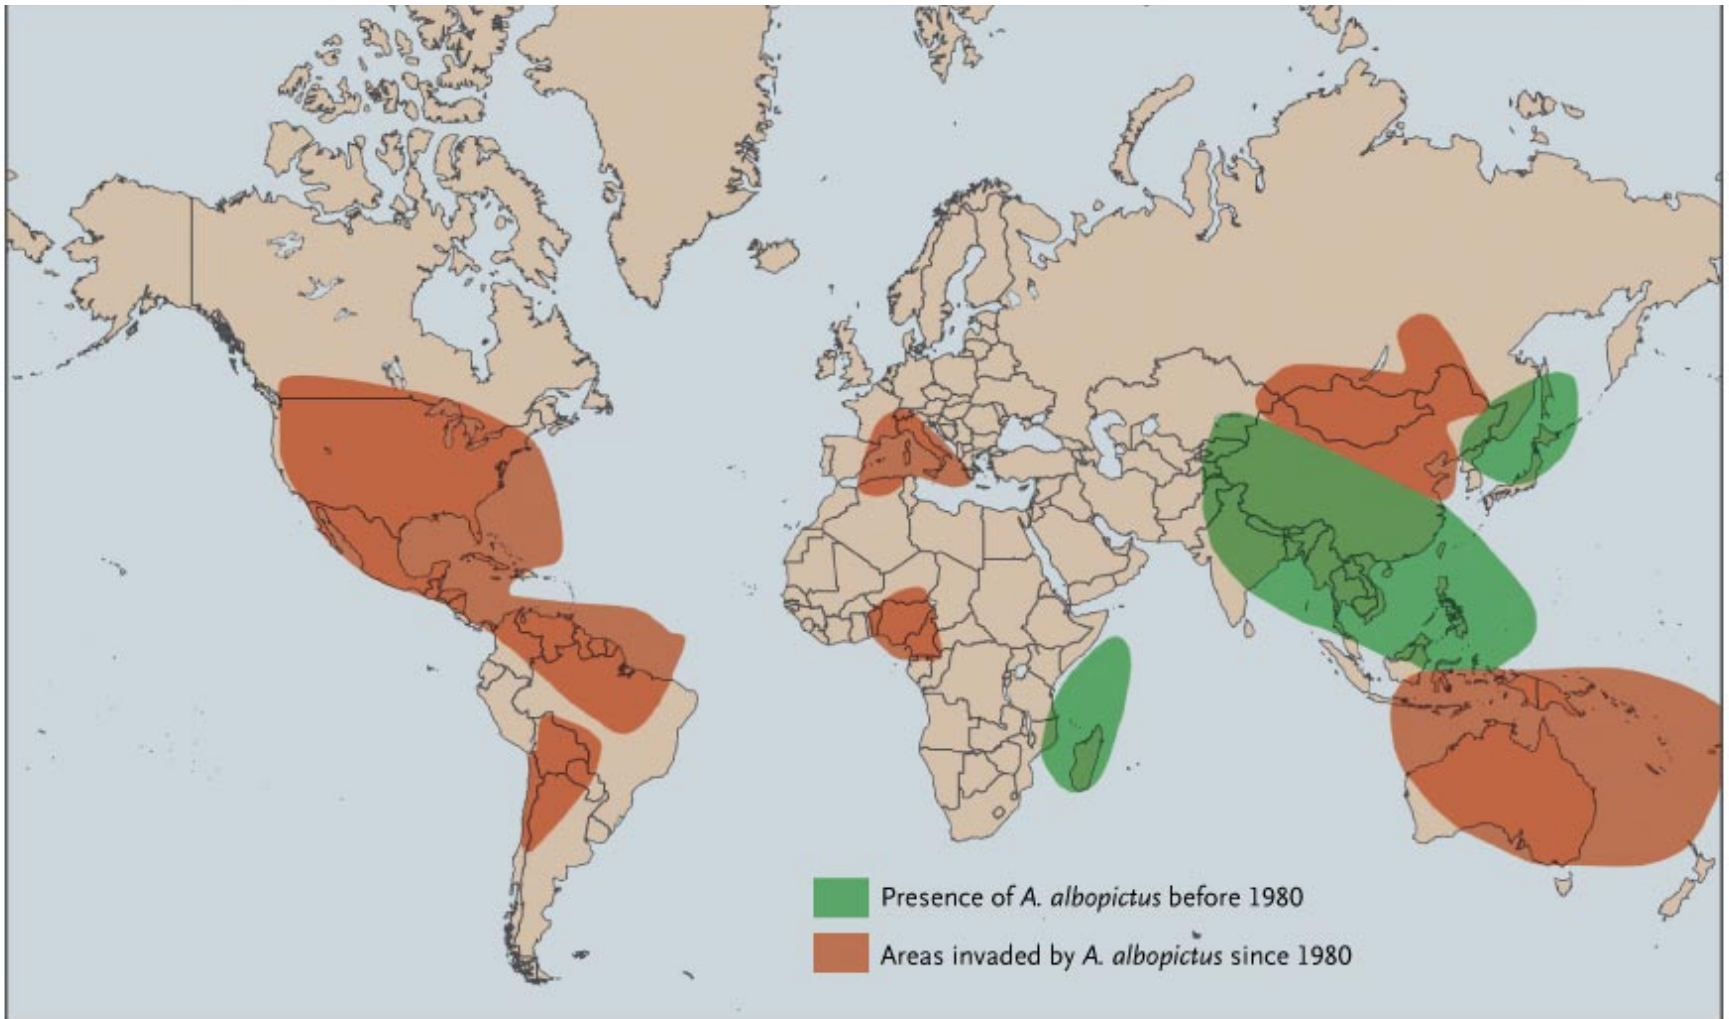 Presence of A. albopictus before 1980
Areas invaded by A. albopictus since 1980